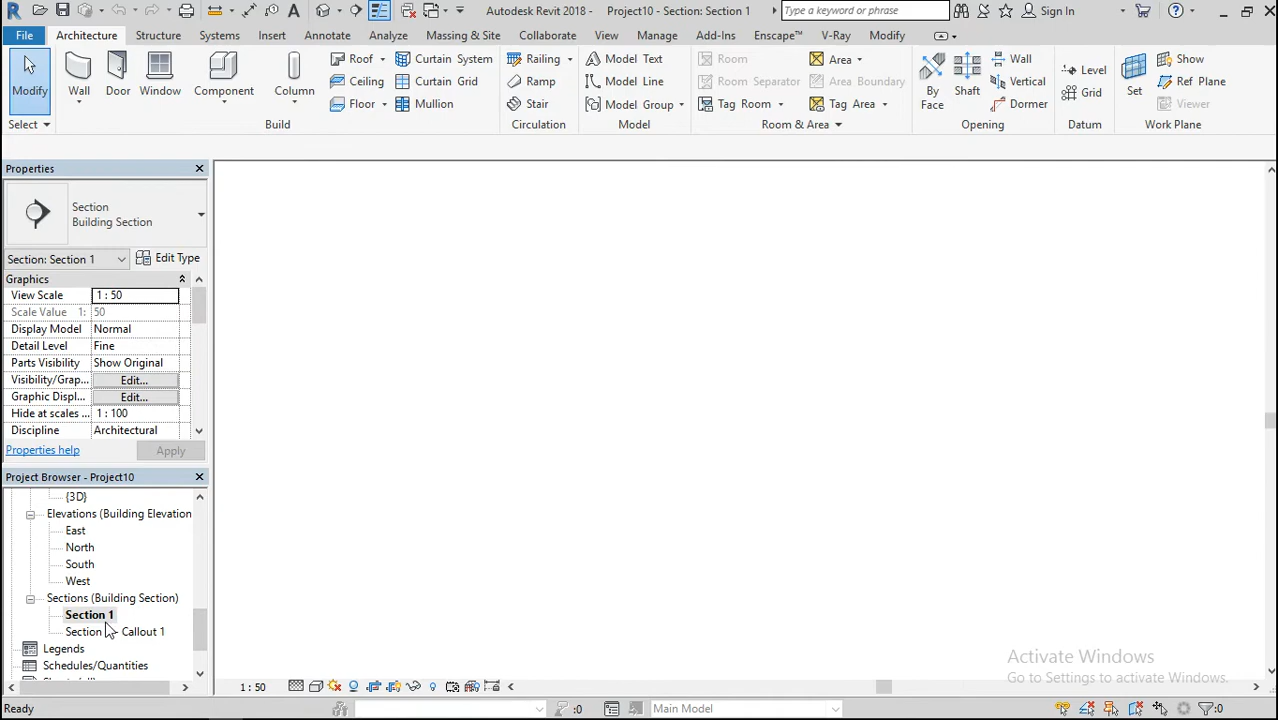 Autodesk Revit 2018 - Project10 - Section: Section 1
Type a keyword or phrase
Sign In
File Architecture Structure Systems Insert Annotate Analyze Massing & Site Collaborate View Manage Add-Ins Enscape™ V-Ray Modify
Modify Wall Door Window Component Column
Roof Curtain System
Ceiling Curtain Grid
Floor Mullion
Railing
Ramp
Stair
Model Text
Model Line
Model Group
Room Area
Room Separator Area Boundary
Tag Room Tag Area
By Face Shaft
Wall
Vertical
Dormer
Level
Grid
Set
Show
Ref Plane
Viewer
Select Build Circulation Model Room & Area Opening Datum Work Plane
Properties
Section
Building Section
Section: Section 1 Edit Type
Graphics
View Scale 1 : 50
Scale Value 1: 50
Display Model Normal
Detail Level Fine
Parts Visibility Show Original
Visibility/Grap... Edit...
Graphic Displ... Edit...
Hide at scales ... 1 : 100
Discipline Architectural
Properties help Apply
Project Browser - Project10
{3D}
Elevations (Building Elevation
East
North
South
West
Sections (Building Section)
Section 1
Section - Callout 1
Legends
Schedules/Quantities
Activate Windows
Go to Settings to activate Windows.
1 : 50
Ready :0 Main Model :0